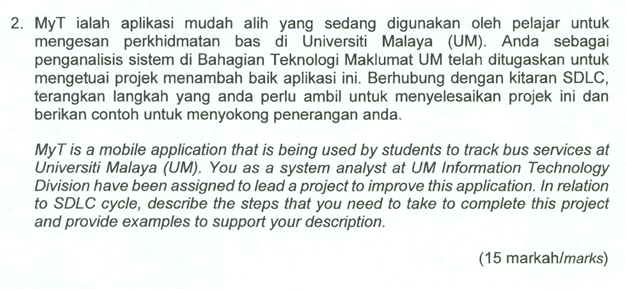 2. MyT ialah aplikasi mudah alih yang sedang digunakan oleh pelajar untuk
mengesan perkhidmatan bas di Universiti Malaya (UM). Anda sebagai
penganalisis sistem di Bahagian Teknologi Maklumat UM telah ditugaskan untuk
mengetuai projek menambah baik aplikasi ini. Berhubung dengan kitaran SDLC,
terangkan langkah yang anda perlu ambil untuk menyelesaikan projek ini dan
berikan contoh untuk menyokong penerangan anda.
MyT is a mobile application that is being used by students to track bus services at
Universiti Malaya (UM). You as a system analyst at UM Information Technology
Division have been assigned to lead a project to improve this application. In relation
to SDLC cycle, describe the steps that you need to take to complete this project
and provide examples to support your description.
(15 markah/marks)